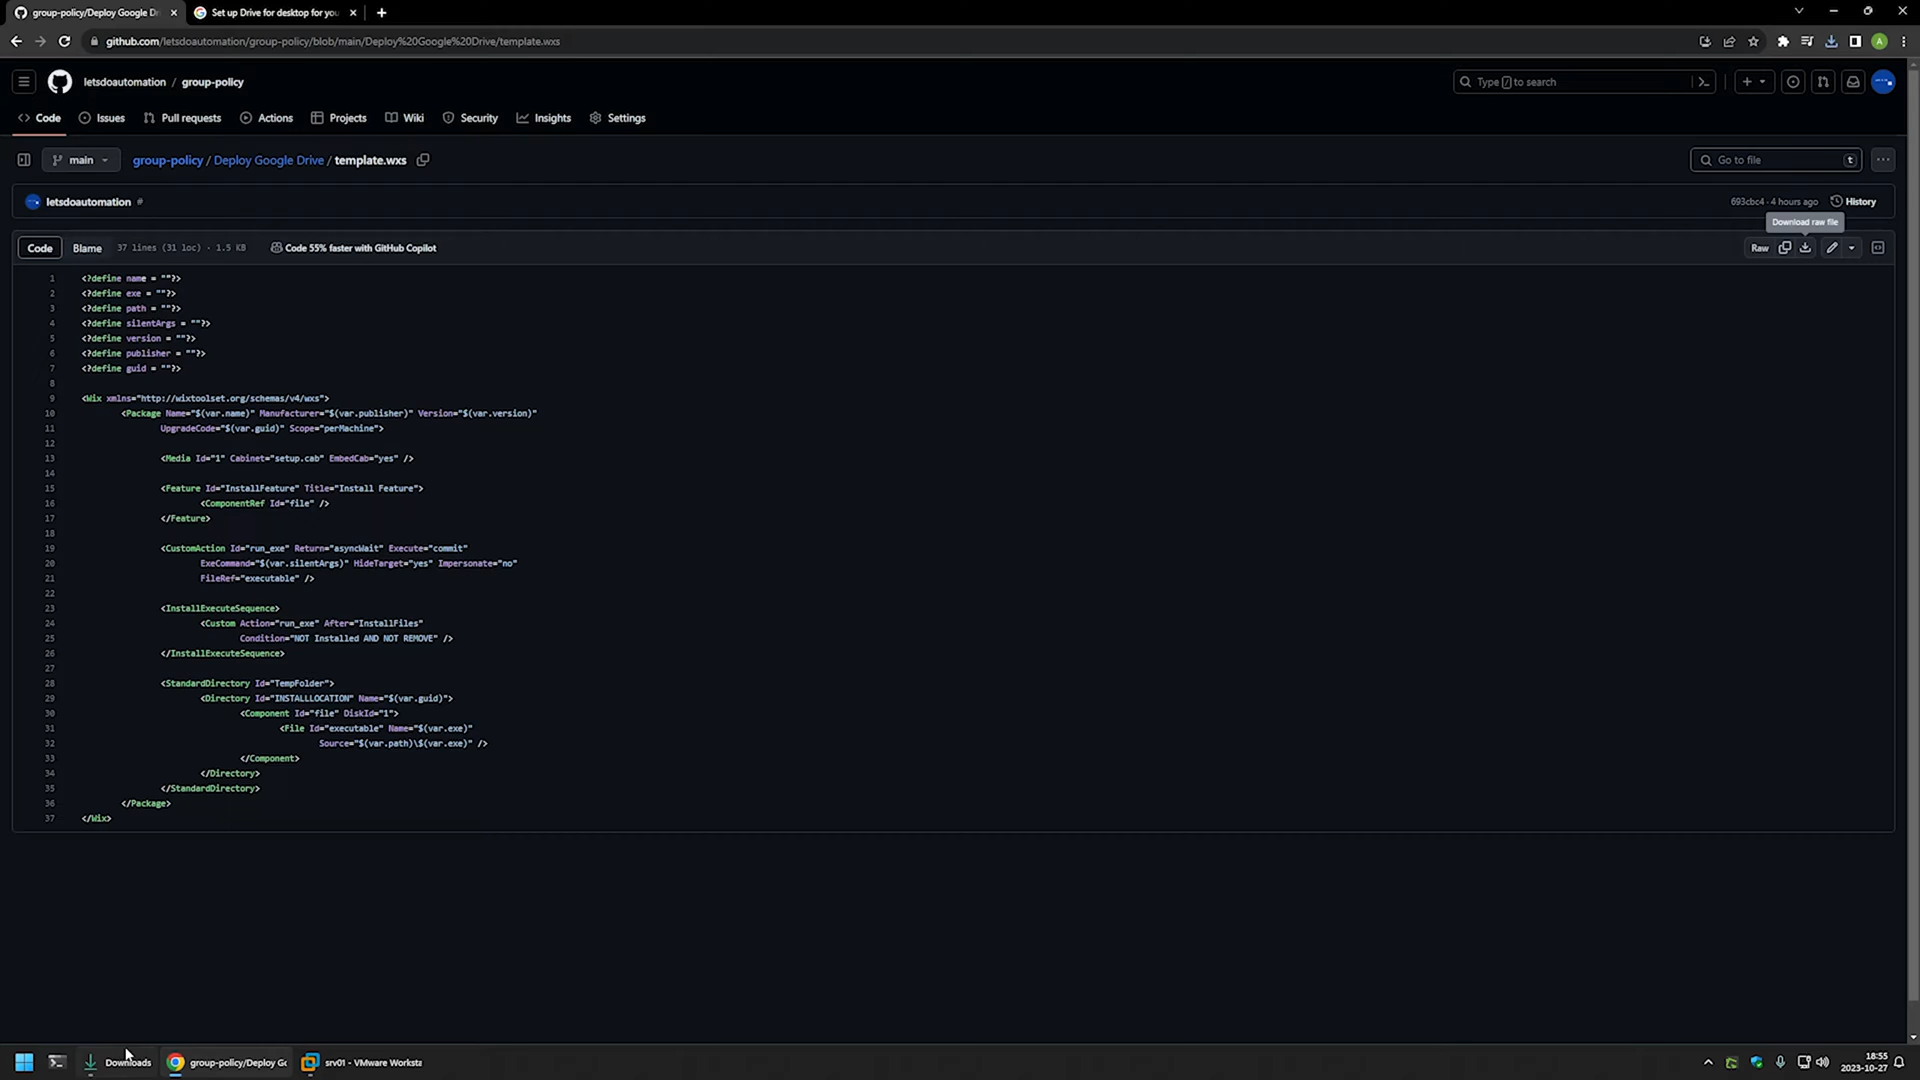 group-policy/Deploy Google Dri
Set up Drive for desktop for you
github.com/letsdoautomation/group-policy/blob/main/Deploy%20Google%20Drive/template.wxs
A
letsdoautomation / group-policy
Type / to search
Code
Issues
Pull requests
Actions
Projects
Wiki
Security
Insights
Settings
main
group-policy / Deploy Google Drive / template.wxs
Go to file
t
letsdoautomation #
693cbc4 · 4 hours ago
History
Download raw file
Code
Blame
37 lines (31 loc) · 1.5 KB
Code 55% faster with GitHub Copilot
Raw
1 <?define name = ""?>
2 <?define exe = ""?>
3 <?define path = ""?>
4 <?define silentArgs = ""?>
5 <?define version = ""?>
6 <?define publisher = ""?>
7 <?define guid = ""?>
8
9 <Wix xmlns="http://wixtoolset.org/schemas/v4/wxs">
10 <Package Name="$(var.name)" Manufacturer="$(var.publisher)" Version="$(var.version)"
11 UpgradeCode="$(var.guid)" Scope="perMachine">
12
13 <Media Id="1" Cabinet="setup.cab" EmbedCab="yes" />
14
15 <Feature Id="InstallFeature" Title="Install Feature">
16 <ComponentRef Id="file" />
17 </Feature>
18
19 <CustomAction Id="run_exe" Return="asyncWait" Execute="commit"
20 ExeCommand="$(var.silentArgs)" HideTarget="yes" Impersonate="no"
21 FileRef="executable" />
22
23 <InstallExecuteSequence>
24 <Custom Action="run_exe" After="InstallFiles"
25 Condition="NOT Installed AND NOT REMOVE" />
26 </InstallExecuteSequence>
27
28 <StandardDirectory Id="TempFolder">
29 <Directory Id="INSTALLLOCATION" Name="$(var.guid)">
30 <Component Id="file" DiskId="1">
31 <File Id="executable" Name="$(var.exe)"
32 Source="$(var.path)\$(var.exe)" />
33 </Component>
34 </Directory>
35 </StandardDirectory>
36 </Package>
37 </Wix>
Downloads
group-policy/Deploy Go
srv01 - VMware Worksta
18:55
2023-10-27